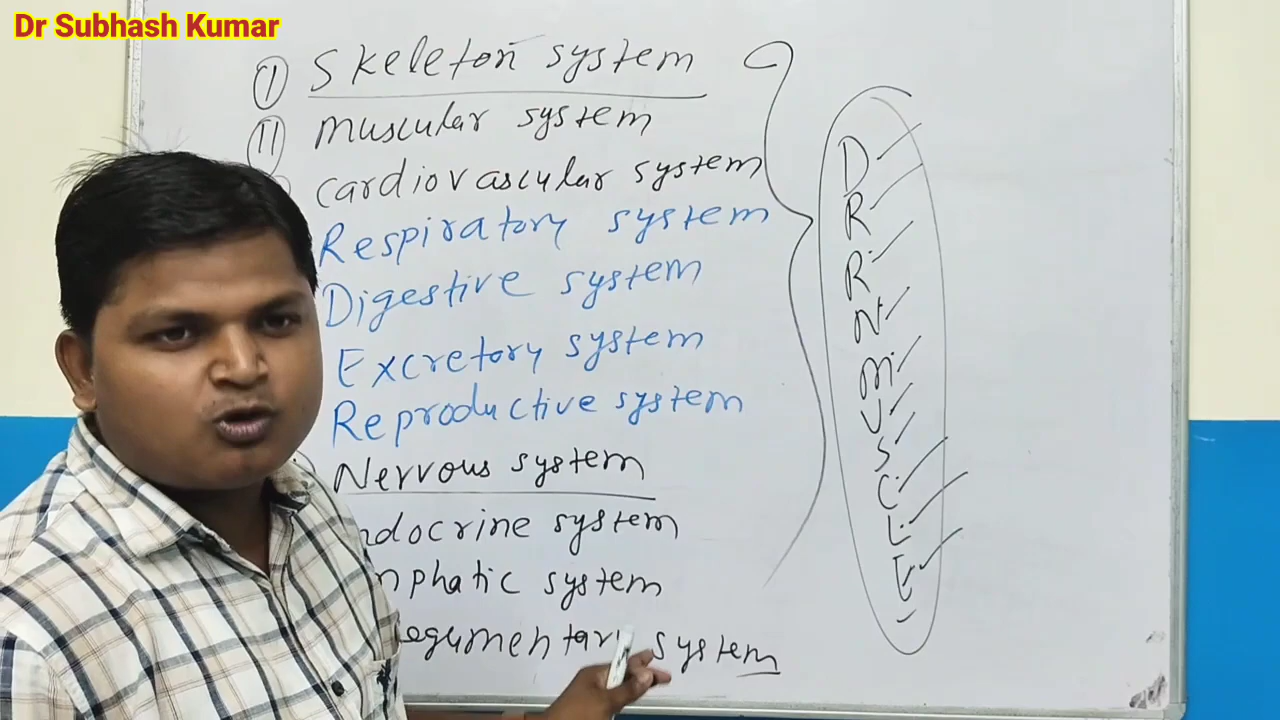 Dr Subhash Kumar
I Skeleton system
II Muscular system
Cardiovascular system
Respiratory system
Digestive system
Excretory system
Reproductive system
Nervous system
ndocrine system
mphatic system
egumentary system
D
R
R
N
M
U
S
C
L
E